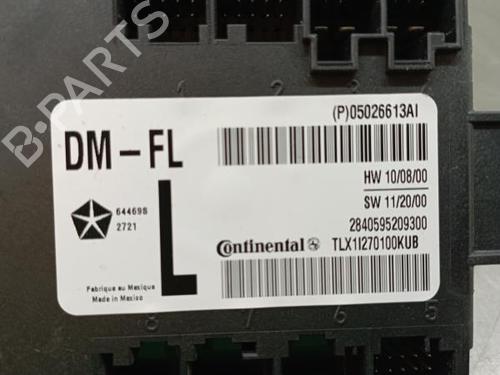 B-PARTS
1 2 3 4
(P)05026613AI
DM-FL
L
64469S
2721
HW 10/08/00
SW 11/20/00
2840595209300
Continental
TLX1I270100KUB
Fabriqué au Mexique
Made in Mexico
8 7 6 5